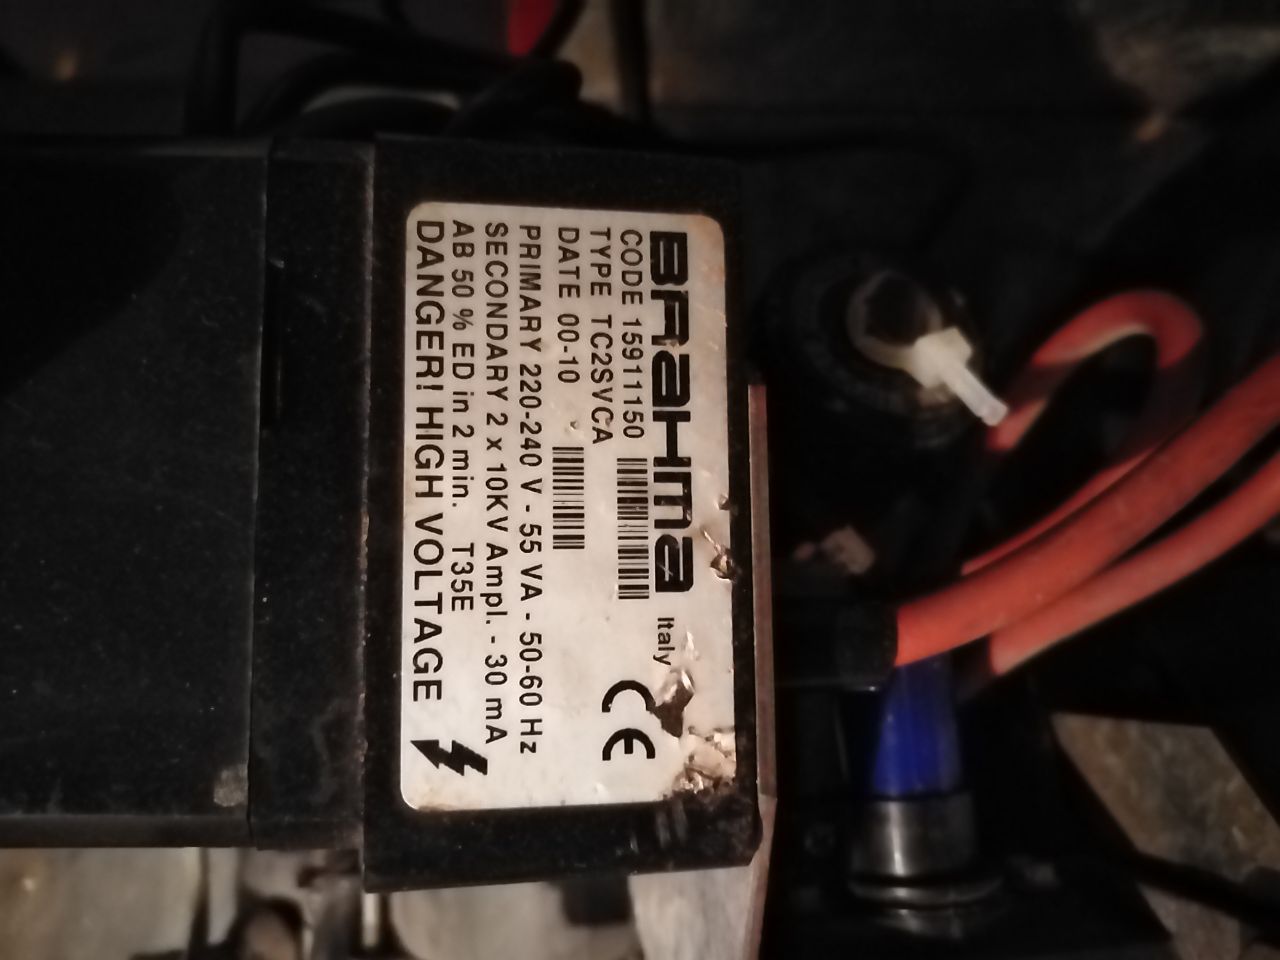 BRAHMA Italy
CODE 15911150
TYPE TC2SVCA
DATE 00-10
CE
PRIMARY 220-240 V - 55 VA - 50-60 Hz
SECONDARY 2 x 10KV Ampl. - 30 mA
AB 50 % ED in 2 min. T35E
DANGER! HIGH VOLTAGE